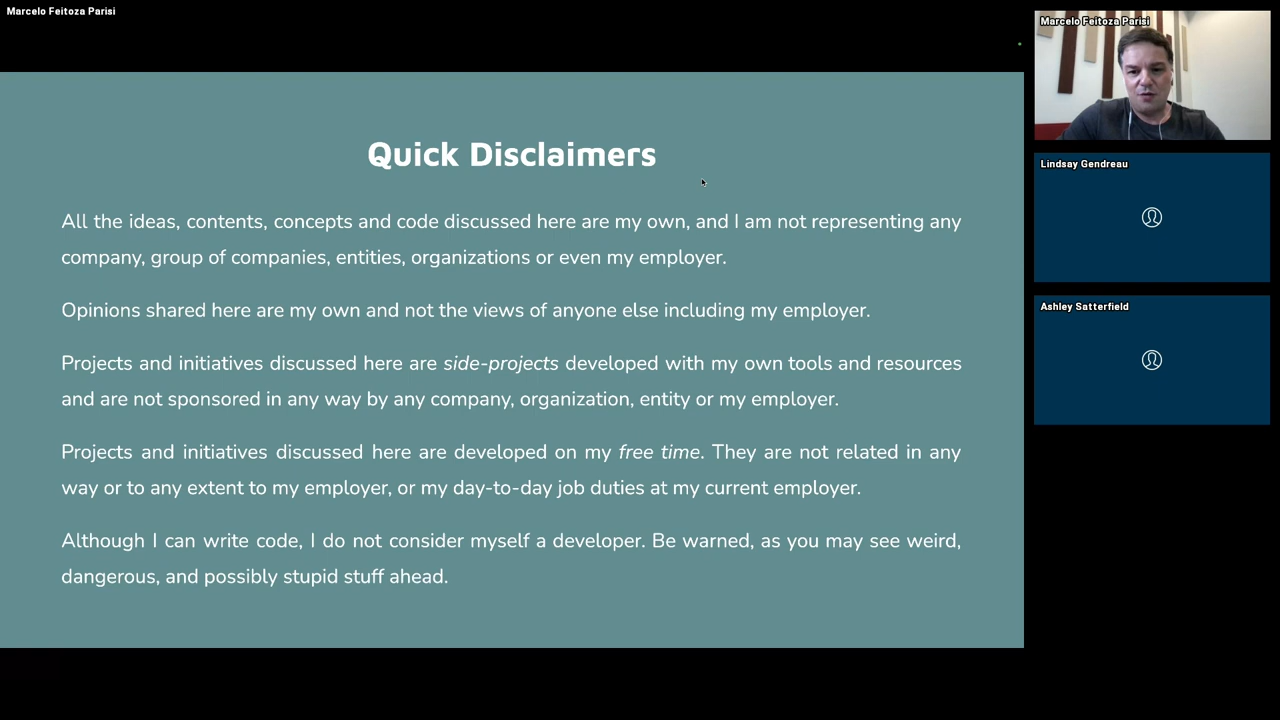 Marcelo Feitoza Parisi
Quick Disclaimers
All the ideas, contents, concepts and code discussed here are my own, and I am not representing any
company, group of companies, entities, organizations or even my employer.
Opinions shared here are my own and not the views of anyone else including my employer.
Projects and initiatives discussed here are side-projects developed with my own tools and resources
and are not sponsored in any way by any company, organization, entity or my employer.
Projects and initiatives discussed here are developed on my free time. They are not related in any
way or to any extent to my employer, or my day-to-day job duties at my current employer.
Although I can write code, I do not consider myself a developer. Be warned, as you may see weird,
dangerous, and possibly stupid stuff ahead.
Marcelo Feitoza Parisi
Lindsay Gendreau
Ashley Satterfield